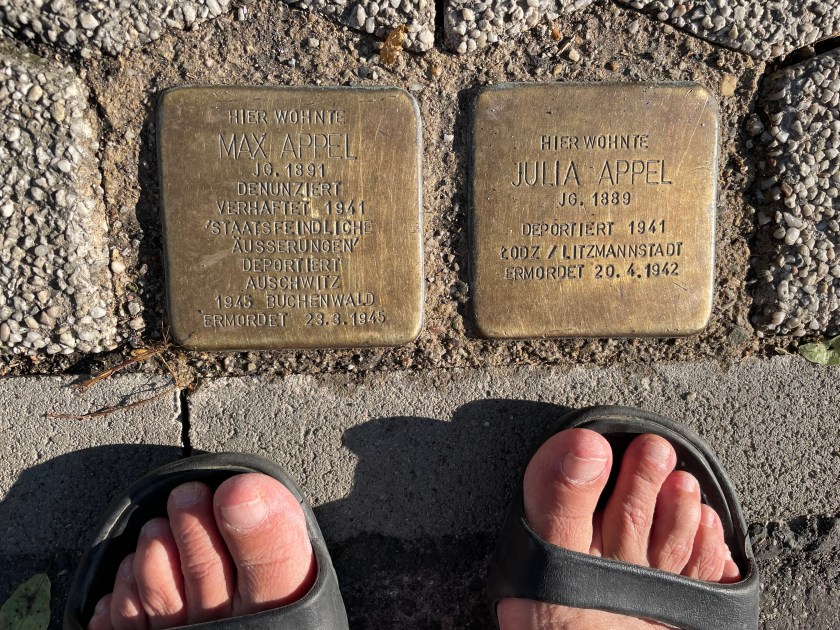 HIER WOHNTE
MAX APPEL
JG. 1891
DENUNZIERT
VERHAFTET 1941
'STAATSFEINDLICHE
ÄUSSERUNGEN'
DEPORTIERT
AUSCHWITZ
1945 BUCHENWALD
ERMORDET 23.3.1945
HIER WOHNTE
JULIA APPEL
JG. 1889
DEPORTIERT 1941
ŁODZ / LITZMANNSTADT
ERMORDET 20.4.1942